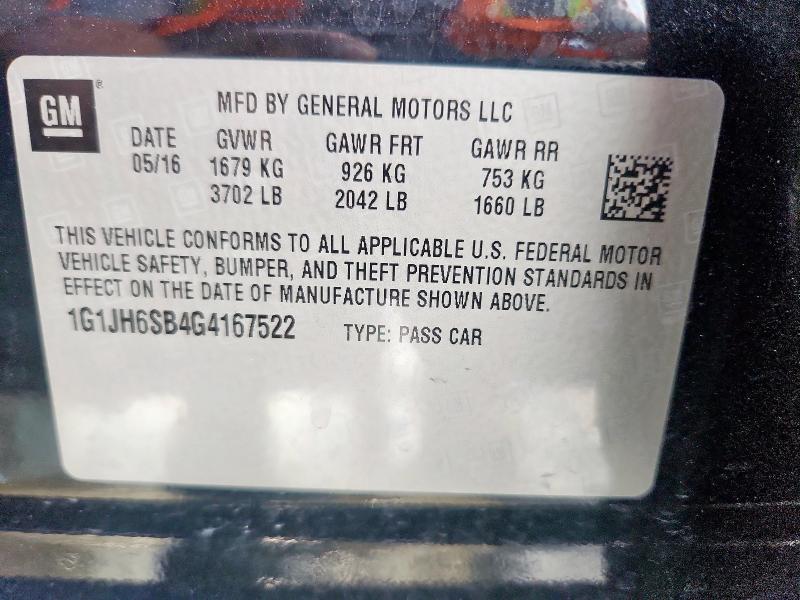 GM ®
MFD BY GENERAL MOTORS LLC
DATE GVWR GAWR FRT GAWR RR
05/16 1679 KG 926 KG 753 KG
3702 LB 2042 LB 1660 LB
THIS VEHICLE CONFORMS TO ALL APPLICABLE U.S. FEDERAL MOTOR
VEHICLE SAFETY, BUMPER, AND THEFT PREVENTION STANDARDS IN
EFFECT ON THE DATE OF MANUFACTURE SHOWN ABOVE.
1G1JH6SB4G4167522 TYPE: PASS CAR